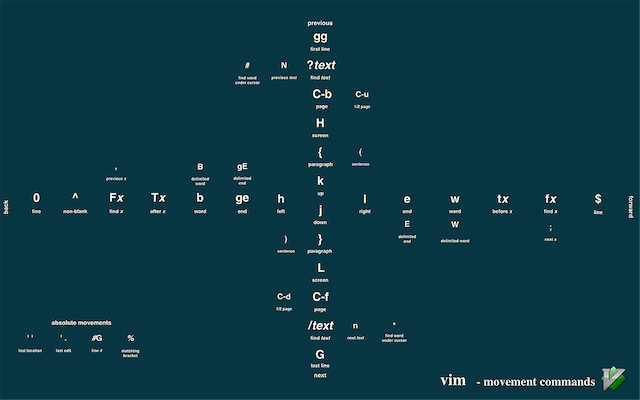 previous
gg
first line
# N ?text
find word under cursor previous text find text
C-b C-u
page 1/2 page
H
screen
{ (
paragraph sentence
, B gE k
previous x delimited word delimited end up
back 0 ^ Fx Tx b ge h l e w tx fx $ forward
line non-blank find x after x word end left right end word before x find x line
j E W ;
down delimited end delimited word next x
) }
sentence paragraph
L
screen
C-d C-f
1/2 page page
/text n *
find text next text find word under cursor
G
last line
next
absolute movements
' ' ' . #G %
last location last edit line # matching bracket
vim - movement commands